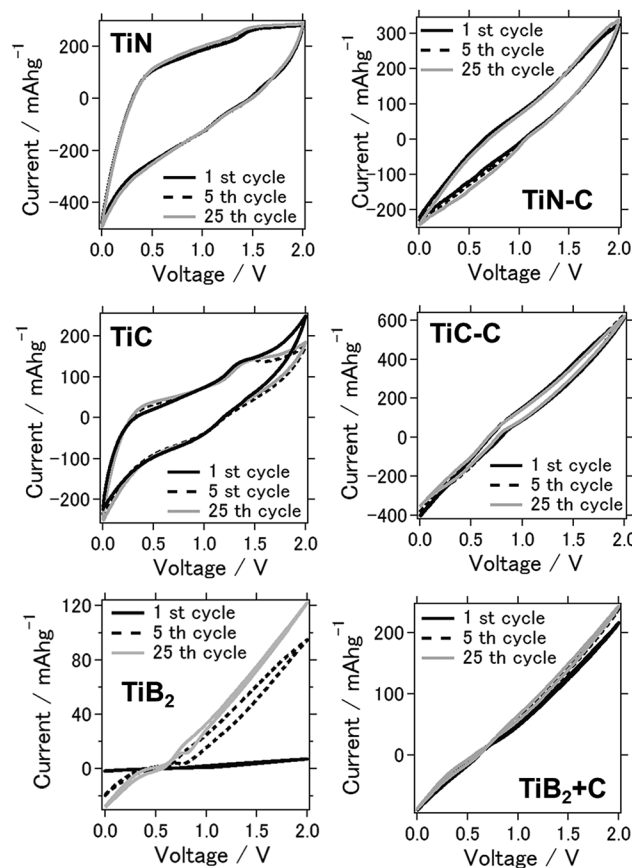 TiN
200
0
-200
-400
Current / mAhg⁻¹
1 st cycle
5 th cycle
25 th cycle
0.0 0.5 1.0 1.5 2.0
Voltage / V
300
200
100
0
-100
-200
Current / mAhg⁻¹
1 st cycle
5 th cycle
25 th cycle
TiN-C
0.0 0.5 1.0 1.5 2.0
Voltage / V
TiC
200
100
0
-100
-200
Current / mAhg⁻¹
1 st cycle
5 st cycle
25 th cycle
0.0 0.5 1.0 1.5 2.0
Voltage / V
TiC-C
600
400
200
0
-200
-400
Current / mAhg⁻¹
1 st cycle
5 th cycle
25 th cycle
0.0 0.5 1.0 1.5 2.0
Voltage / V
120
80
40
0
Current / mAhg⁻¹
1 st cycle
5 th cycle
25 th cycle
TiB₂
0.0 0.5 1.0 1.5 2.0
Voltage / V
200
100
0
Current / mAhg⁻¹
1 st cycle
5 th cycle
25 th cycle
TiB₂+C
0.0 0.5 1.0 1.5 2.0
Voltage / V